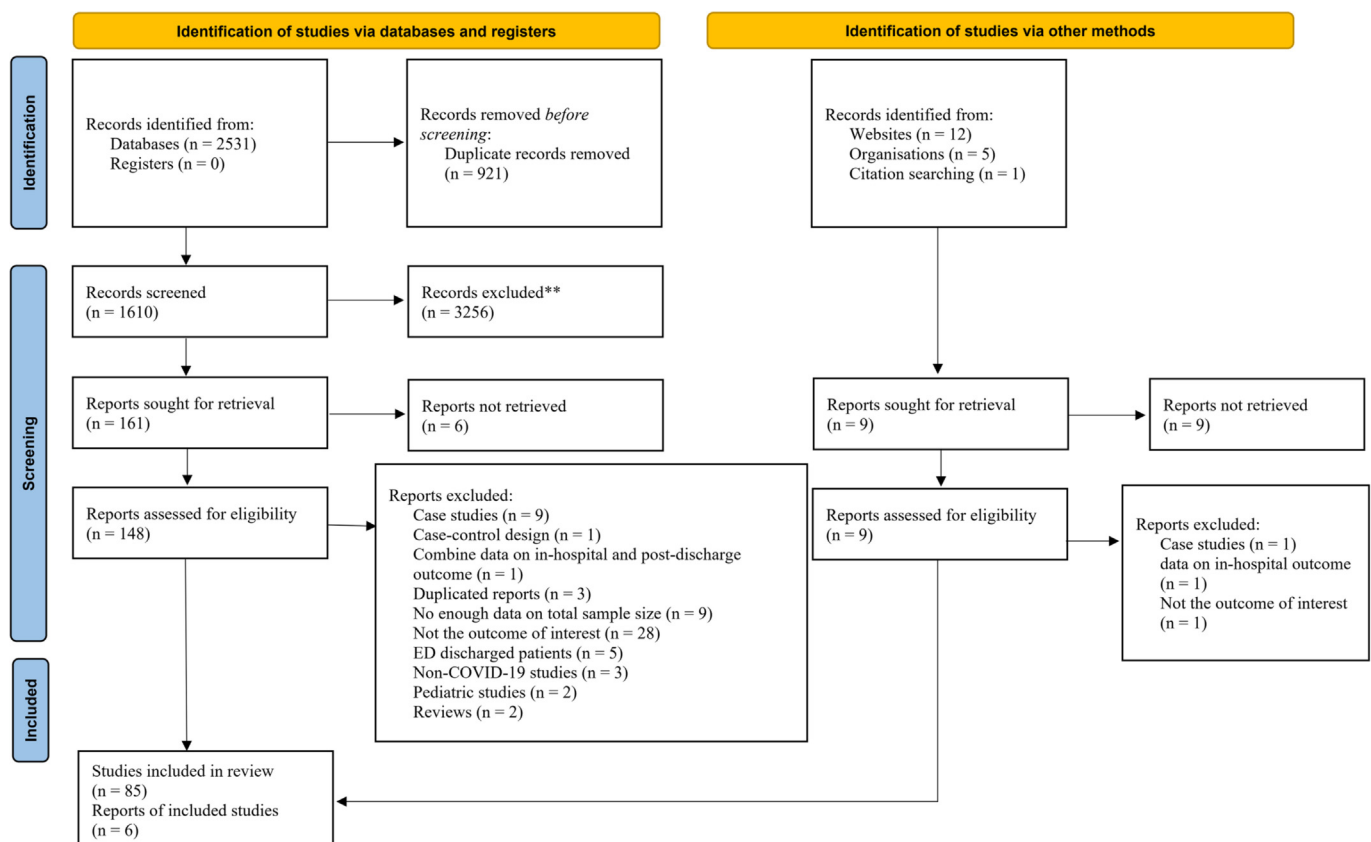 Identification of studies via databases and registers
Identification of studies via other methods
Identification
Records identified from:
Databases (n = 2531)
Registers (n = 0)
Records removed before
screening:
Duplicate records removed
(n = 921)
Records identified from:
Websites (n = 12)
Organisations (n = 5)
Citation searching (n = 1)
Screening
Records screened
(n = 1610)
Records excluded**
(n = 3256)
Reports sought for retrieval
(n = 161)
Reports not retrieved
(n = 6)
Reports sought for retrieval
(n = 9)
Reports not retrieved
(n = 9)
Reports assessed for eligibility
(n = 148)
Reports excluded:
Case studies (n = 9)
Case-control design (n = 1)
Combine data on in-hospital and post-discharge
outcome (n = 1)
Duplicated reports (n = 3)
No enough data on total sample size (n = 9)
Not the outcome of interest (n = 28)
ED discharged patients (n = 5)
Non-COVID-19 studies (n = 3)
Pediatric studies (n = 2)
Reviews (n = 2)
Reports assessed for eligibility
(n = 9)
Reports excluded:
Case studies (n = 1)
data on in-hospital outcome
(n = 1)
Not the outcome of interest
(n = 1)
Included
Studies included in review
(n = 85)
Reports of included studies
(n = 6)